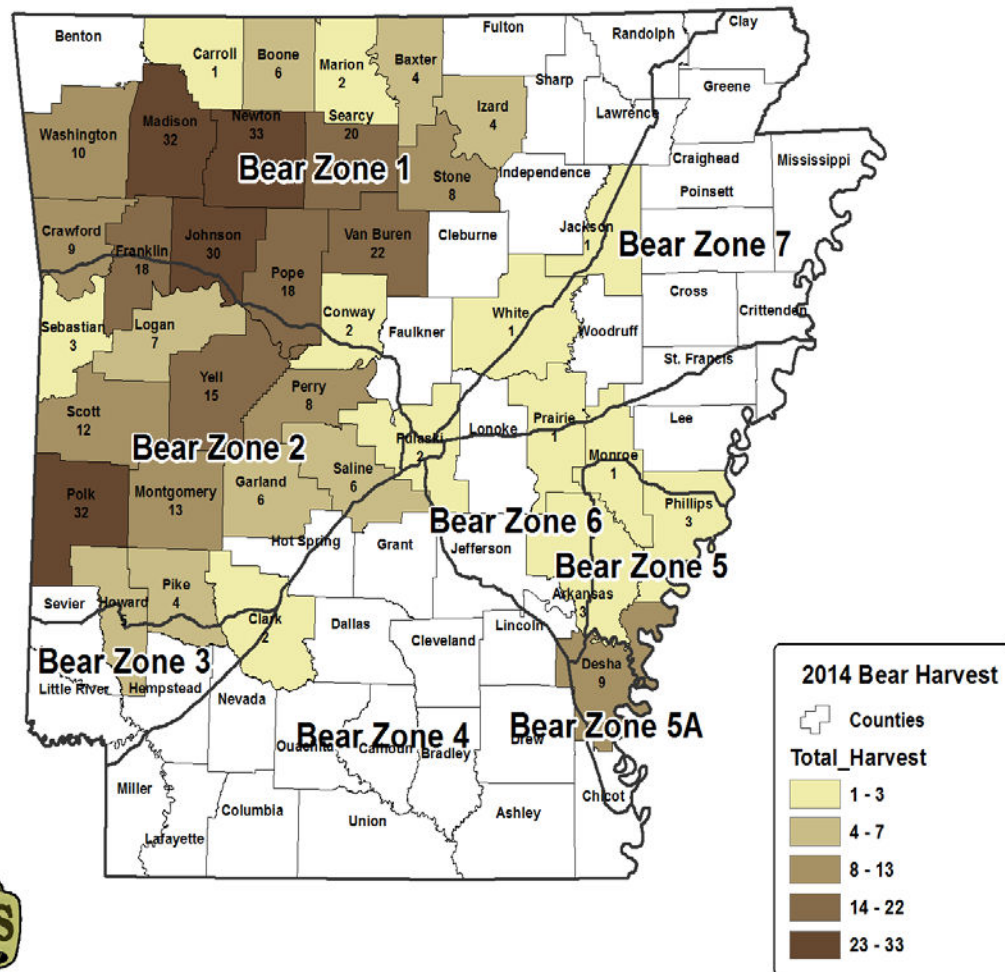 Benton
Carroll
1
Boone
6
Marion
2
Baxter
4
Fulton
Randolph
Clay
Sharp
Izard
4
Lawrence
Greene
Washington
10
Madison
32
Newton
33
Searcy
20
Stone
8
Independence
Craighead
Mississippi
Poinsett
Bear Zone 1
Crawford
9
Franklin
18
Johnson
30
Pope
18
Van Buren
22
Cleburne
Jackson
1
Bear Zone 7
Sebastian
3
Logan
7
Conway
2
Faulkner
White
1
Woodruff
Cross
Crittenden
St. Francis
Scott
12
Yell
15
Perry
8
Pulaski
2
Lonoke
Prairie
1
Lee
Monroe
1
Bear Zone 2
Polk
32
Montgomery
13
Garland
6
Saline
6
Phillips
3
Bear Zone 6
Hot Spring
Grant
Jefferson
Bear Zone 5
Sevier
Howard
5
Pike
4
Clark
2
Dallas
Cleveland
Lincoln
Arkansas
3
Desha
9
Bear Zone 3
Little River
Hempstead
Nevada
Ouachita
Calhoun
Bradley
Drew
Bear Zone 4
Bear Zone 5A
Miller
Lafayette
Columbia
Union
Ashley
Chicot
2014 Bear Harvest
Counties
Total_Harvest
1 - 3
4 - 7
8 - 13
14 - 22
23 - 33
S